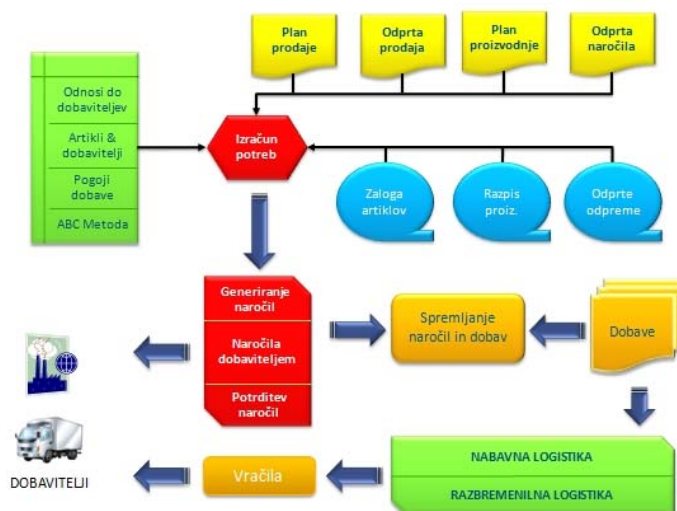 Plan
prodaje
Odprta
prodaja
Plan
proizvodnje
Odprta
naročila
Odnosi do
dobaviteljev
Artikli &
dobavitelji
Pogoji
dobave
ABC Metoda
Izračun
potreb
Zaloga
artiklov
Razpis
proiz.
Odprte
odpreme
Generiranje
naročil
Naročila
dobaviteljem
Potrditev
naročil
Spremljanje
naročil in dobav
Dobave
NABAVNA LOGISTIKA
RAZBREMENILNA LOGISTIKA
Vračila
DOBAVITELJI